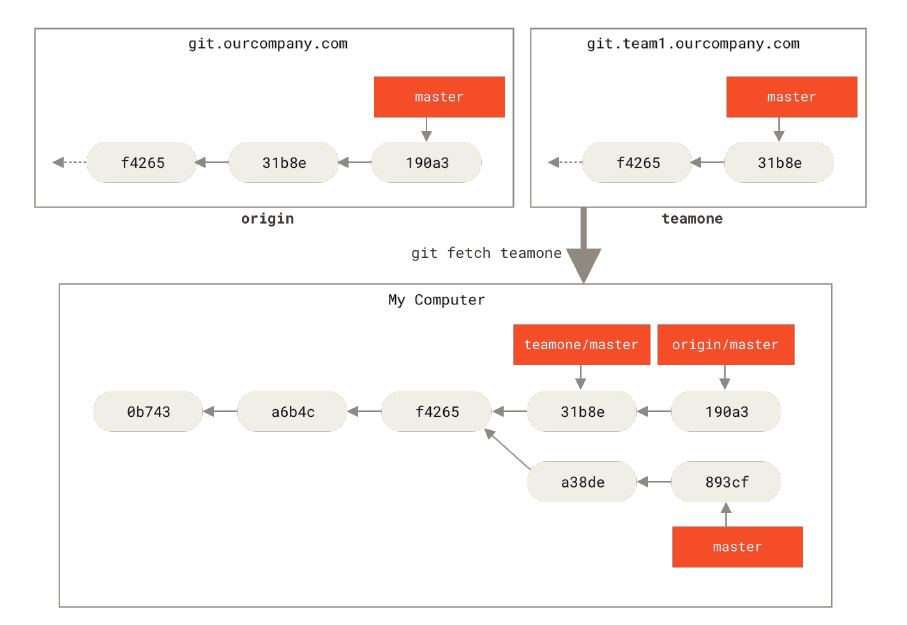 git.ourcompany.com
master
f4265
31b8e
190a3
origin
git.team1.ourcompany.com
master
f4265
31b8e
teamone
git fetch teamone
My Computer
teamone/master
origin/master
0b743
a6b4c
f4265
31b8e
190a3
a38de
893cf
master